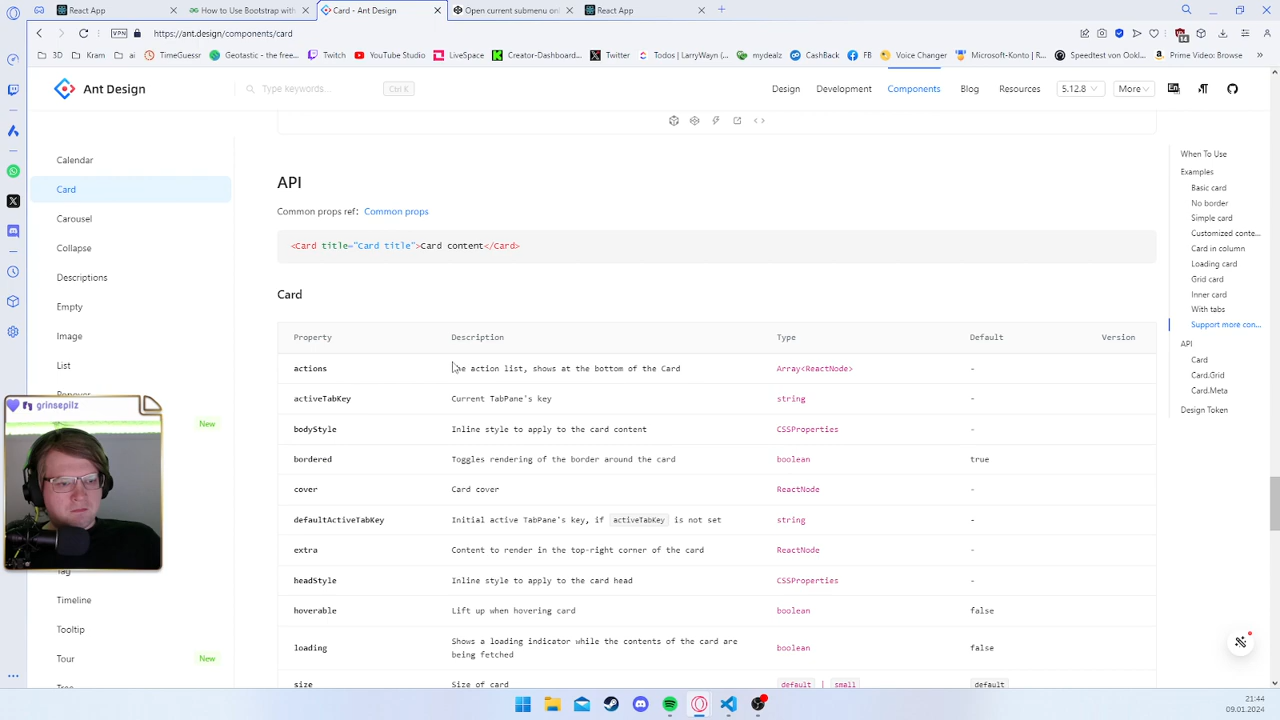 React App
How to Use Bootstrap with
Card - Ant Design
Open current submenu onl
React App
VPN
https://ant.design/components/card
14
3D
Kram
ai
TimeGuess
Geotastic - the free on...
Twitch
YouTube Studio
LiveSpace
Creator-Dashboard...
Twitter
Todos | LarryWayn...
mydealz
CashBack
FB
Voice Changer
Microsoft-Konto f...
Speedtest von Ookl...
Prime Video: Browse
Ant Design
Type keywords...
Ctrl K
Design
Development
Components
Blog
Resources
5.12.8
More
Calendar
Card
Carousel
Collapse
Descriptions
Empty
Image
List
Popover
New
Tag
Timeline
Tooltip
Tour
New
Tree
grinsepilz
API
Common props ref：Common props
<Card title="Card title">Card content</Card>
Card
Property Description Type Default Version
actions The action list, shows at the bottom of the Card Array<ReactNode> -
activeTabKey Current TabPane's key string -
bodyStyle Inline style to apply to the card content CSSProperties -
bordered Toggles rendering of the border around the card boolean true
cover Card cover ReactNode -
defaultActiveTabKey Initial active TabPane's key, if activeTabKey is not set string -
extra Content to render in the top-right corner of the card ReactNode -
headStyle Inline style to apply to the card head CSSProperties -
hoverable Lift up when hovering card boolean false
loading Shows a loading indicator while the contents of the card are being fetched boolean false
size Size of card default | small default
When To Use
Examples
Basic card
No border
Simple card
Customized conte...
Card in column
Loading card
Grid card
Inner card
With tabs
Support more con...
API
Card
Card.Grid
Card.Meta
Design Token
21:44
09.01.2024